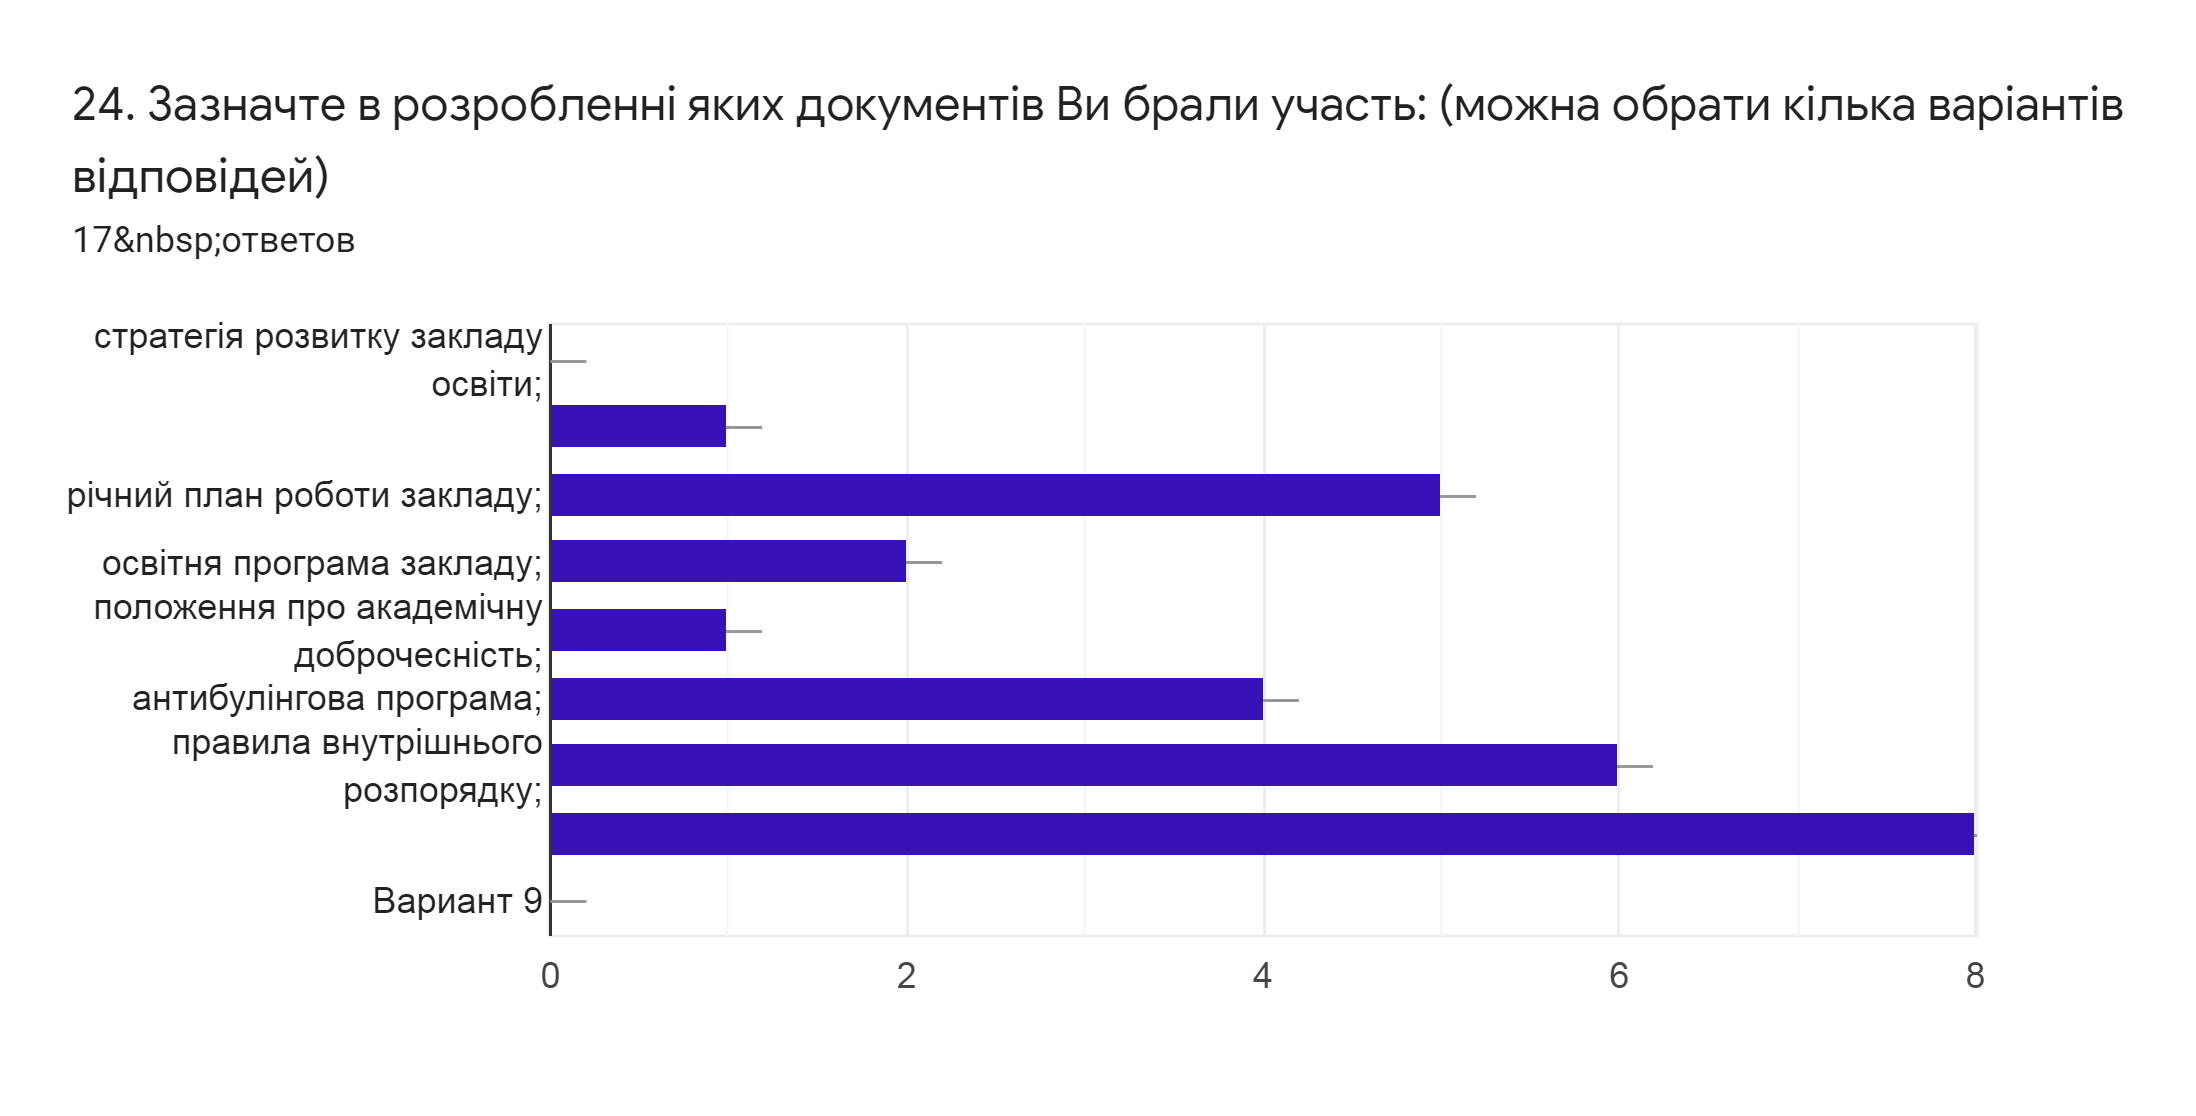 24. Зазначте в розробленні яких документів Ви брали участь: (можна обрати кілька варіантів
відповідей)
17&nbsp;ответов
стратегія розвитку закладу
освіти;
річний план роботи закладу;
освітня програма закладу;
положення про академічну
доброчесність;
антибулінгова програма;
правила внутрішнього
розпорядку;
Вариант 9
0 2 4 6 8